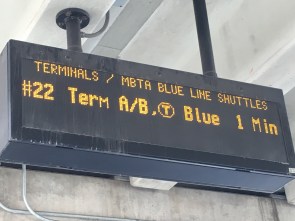 TERMINALS / MBTA BLUE LINE SHUTTLES
#22 Term A/B, Ⓣ Blue 1 Min